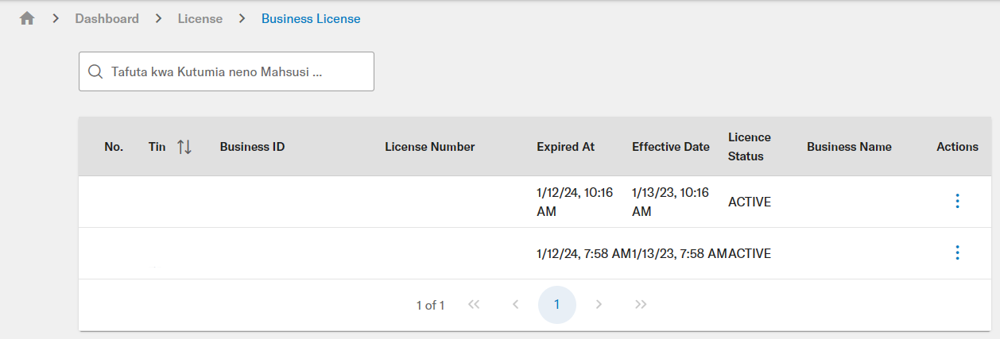 Dashboard License Business License
Tafuta kwa Kutumia neno Mahsusi ...
No. Tin Business ID License Number Expired At Effective Date Licence Status Business Name Actions
1/12/24, 10:16 AM 1/13/23, 10:16 AM ACTIVE
1/12/24, 7:58 AM 1/13/23, 7:58 AM ACTIVE
1 of 1 1